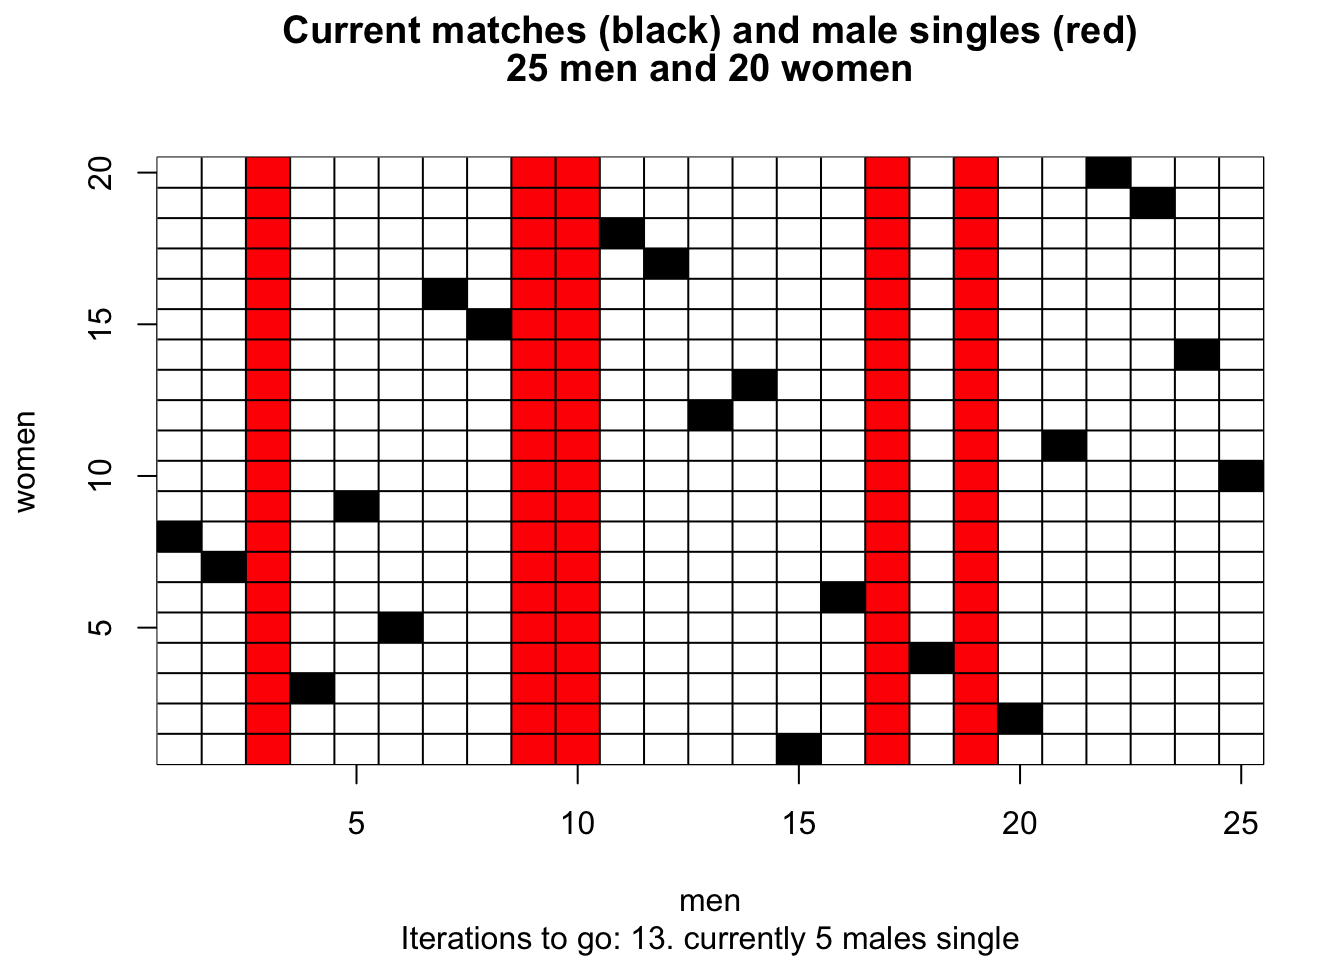 Current matches (black) and male singles (red)
25 men and 20 women
20
15
10
5
women
5
10
15
20
25
men
Iterations to go: 13. currently 5 males single